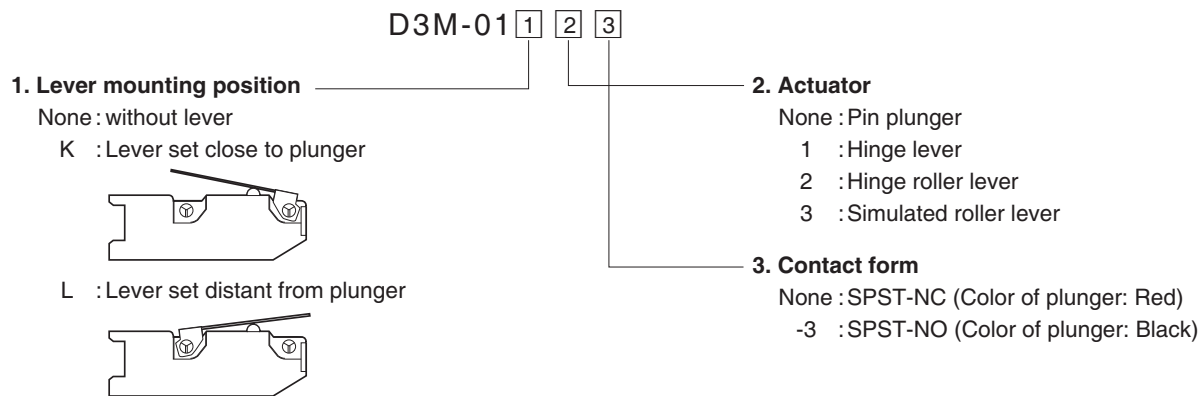 D3M-01 1 2 3
1. Lever mounting position
None : without lever
K : Lever set close to plunger
L : Lever set distant from plunger
2. Actuator
None : Pin plunger
1 : Hinge lever
2 : Hinge roller lever
3 : Simulated roller lever
3. Contact form
None : SPST-NC (Color of plunger: Red)
-3 : SPST-NO (Color of plunger: Black)